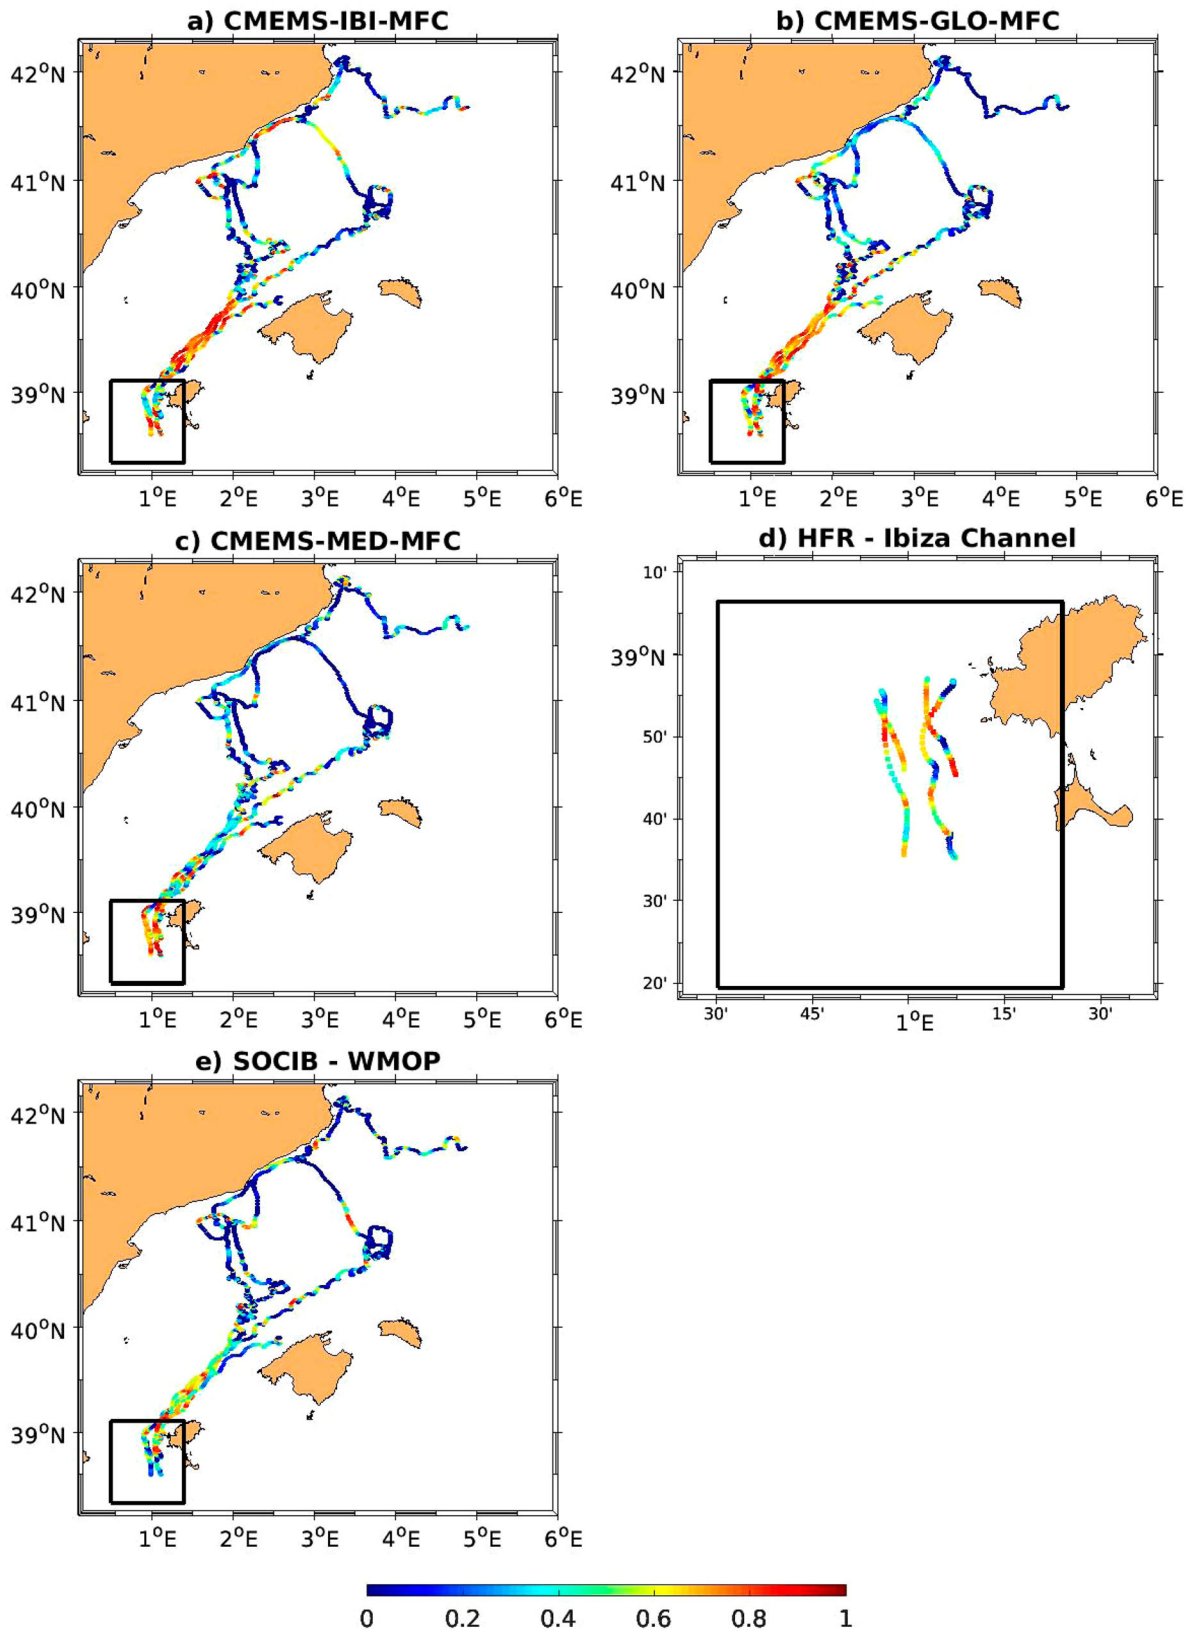 a) CMEMS-IBI-MFC
42°N
41°N
40°N
39°N
1°E 2°E 3°E 4°E 5°E 6°E
b) CMEMS-GLO-MFC
42°N
41°N
40°N
39°N
1°E 2°E 3°E 4°E 5°E 6°E
c) CMEMS-MED-MFC
42°N
41°N
40°N
39°N
1°E 2°E 3°E 4°E 5°E 6°E
d) HFR - Ibiza Channel
10'
39°N
50'
40'
30'
20'
30' 45' 1°E 15' 30'
e) SOCIB - WMOP
42°N
41°N
40°N
39°N
1°E 2°E 3°E 4°E 5°E 6°E
0 0.2 0.4 0.6 0.8 1